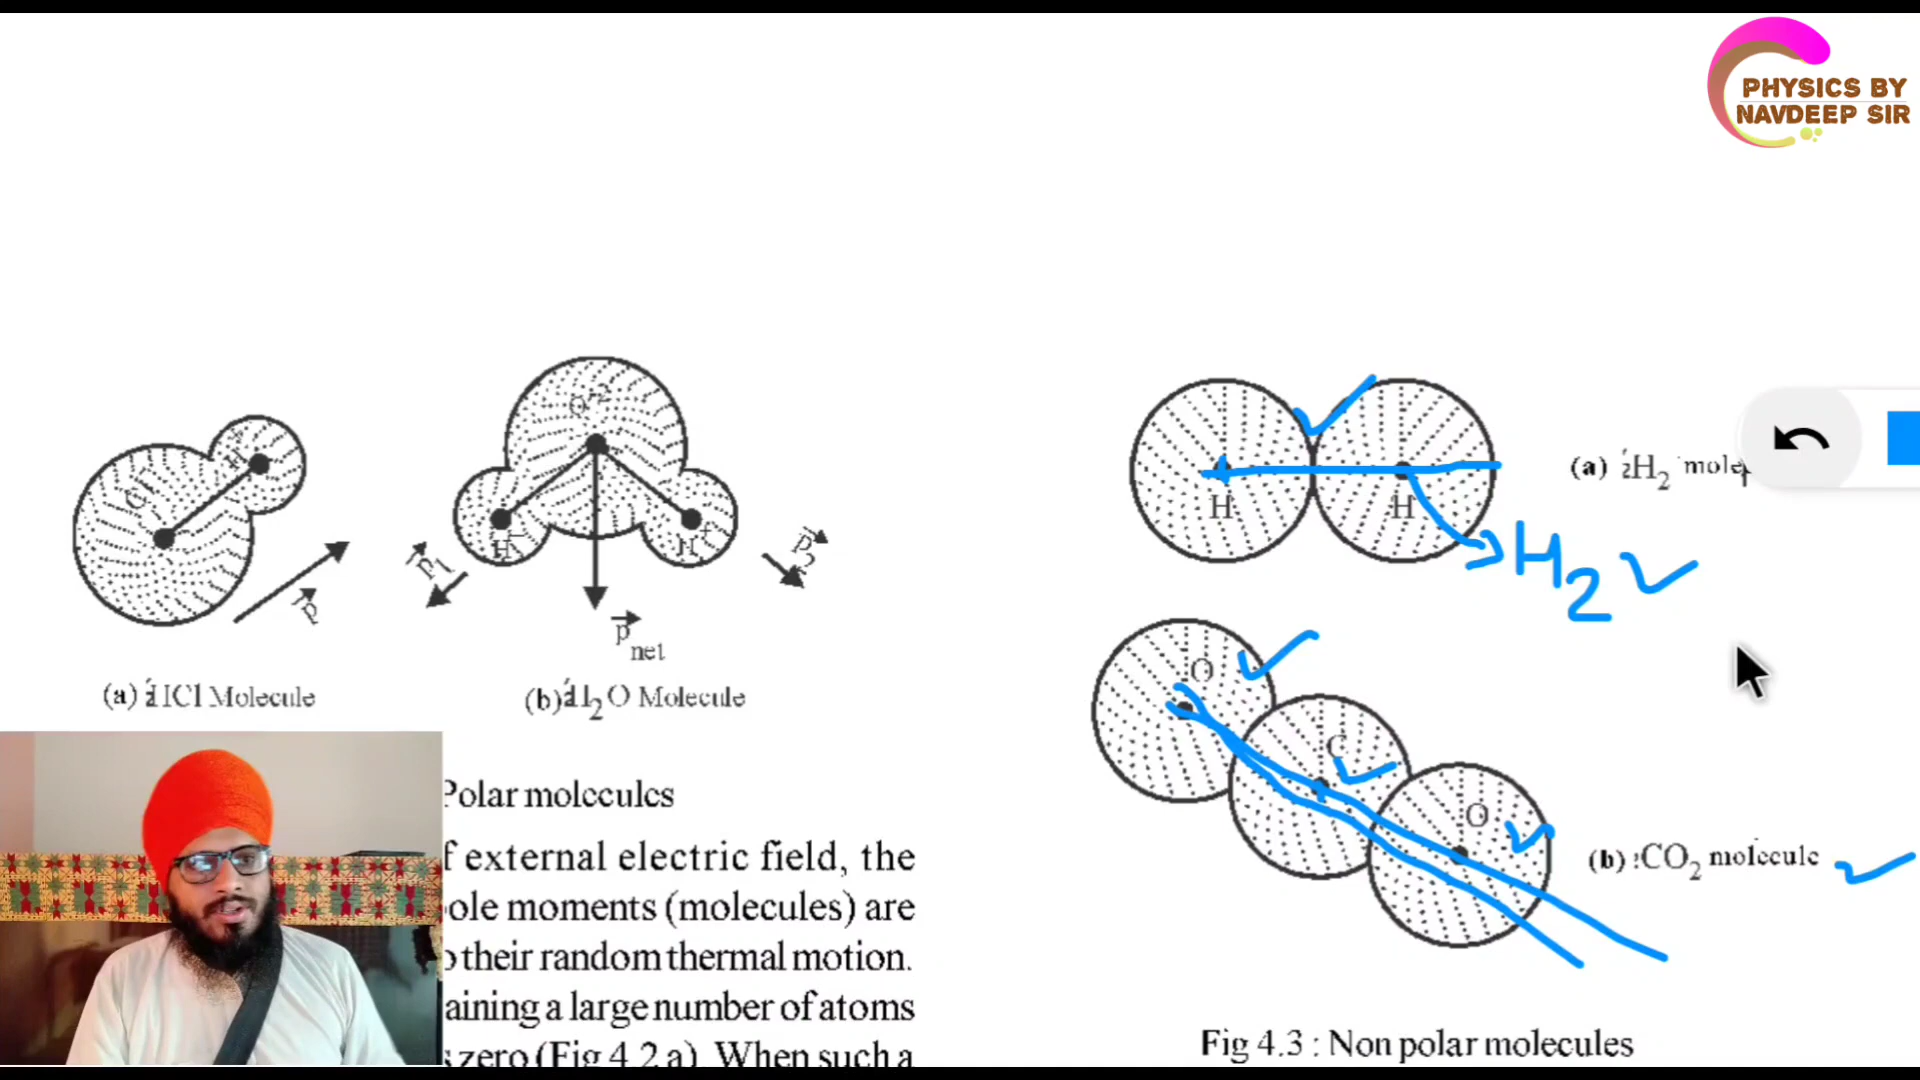 PHYSICS BY
NAVDEEP SIR
Cl
H
p
(a) HCl Molecule
O
H
H
p1
p2
p net
(b) H2O Molecule
Polar molecules
f external electric field, the
ole moments (molecules) are
o their random thermal motion.
aining a large number of atoms
s zero (Fig 4.2 a). When such a
H
H
(a) H2
H2
O
C
O
(b) CO2 molecule
Fig 4.3 : Non polar molecules